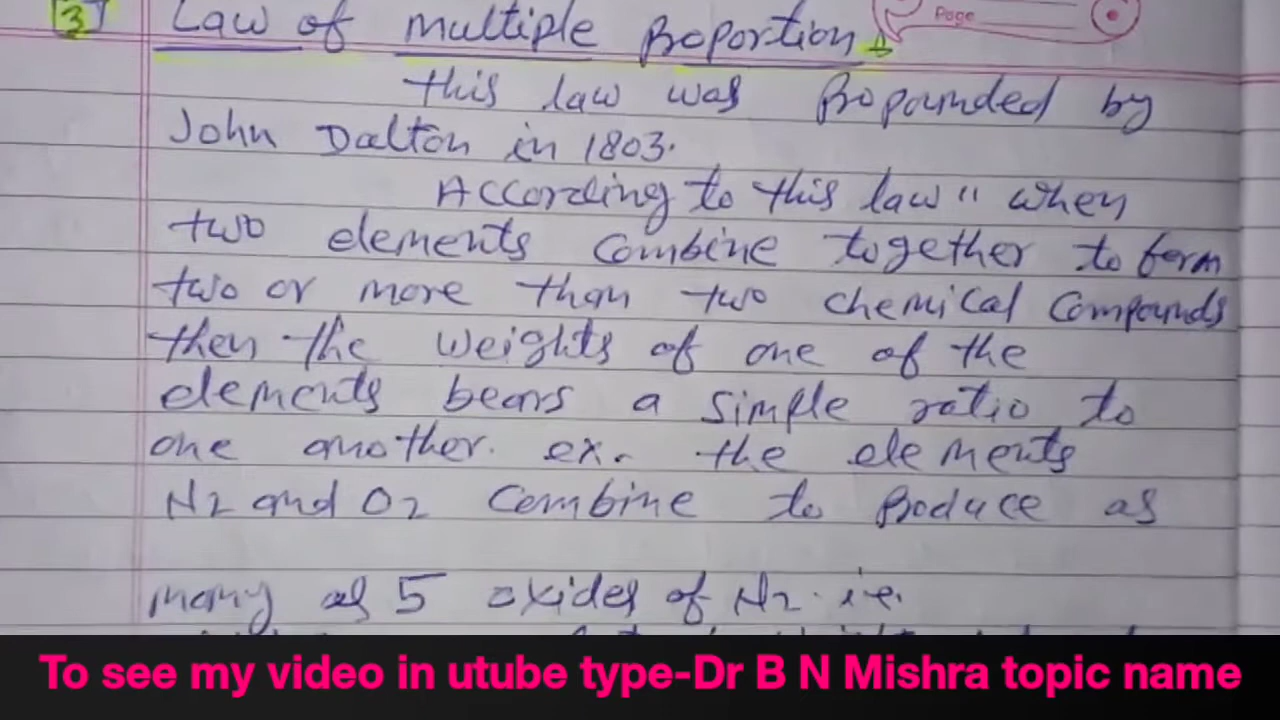 Page
[3] Law of multiple Proportion
this law was Propounded by
John Dalton in 1803.
According to this law " when
two elements combine together to form
two or more than two chemical compounds
then the weights of one of the
elements bears a simple ratio to
one another. ex. the elements
N2 and O2 combine to produce as
many as 5 oxides of N2. i.e.
To see my video in utube type-Dr B N Mishra topic name